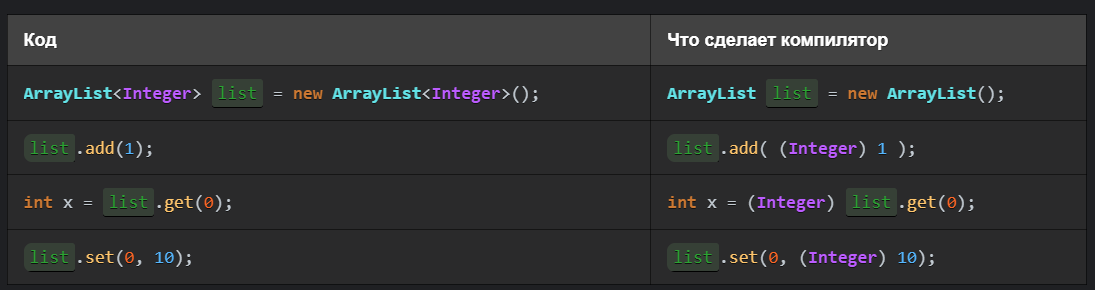 Код Что сделает компилятор
ArrayList<Integer> list = new ArrayList<Integer>(); ArrayList list = new ArrayList();
list.add(1); list.add( (Integer) 1 );
int x = list.get(0); int x = (Integer) list.get(0);
list.set(0, 10); list.set(0, (Integer) 10);